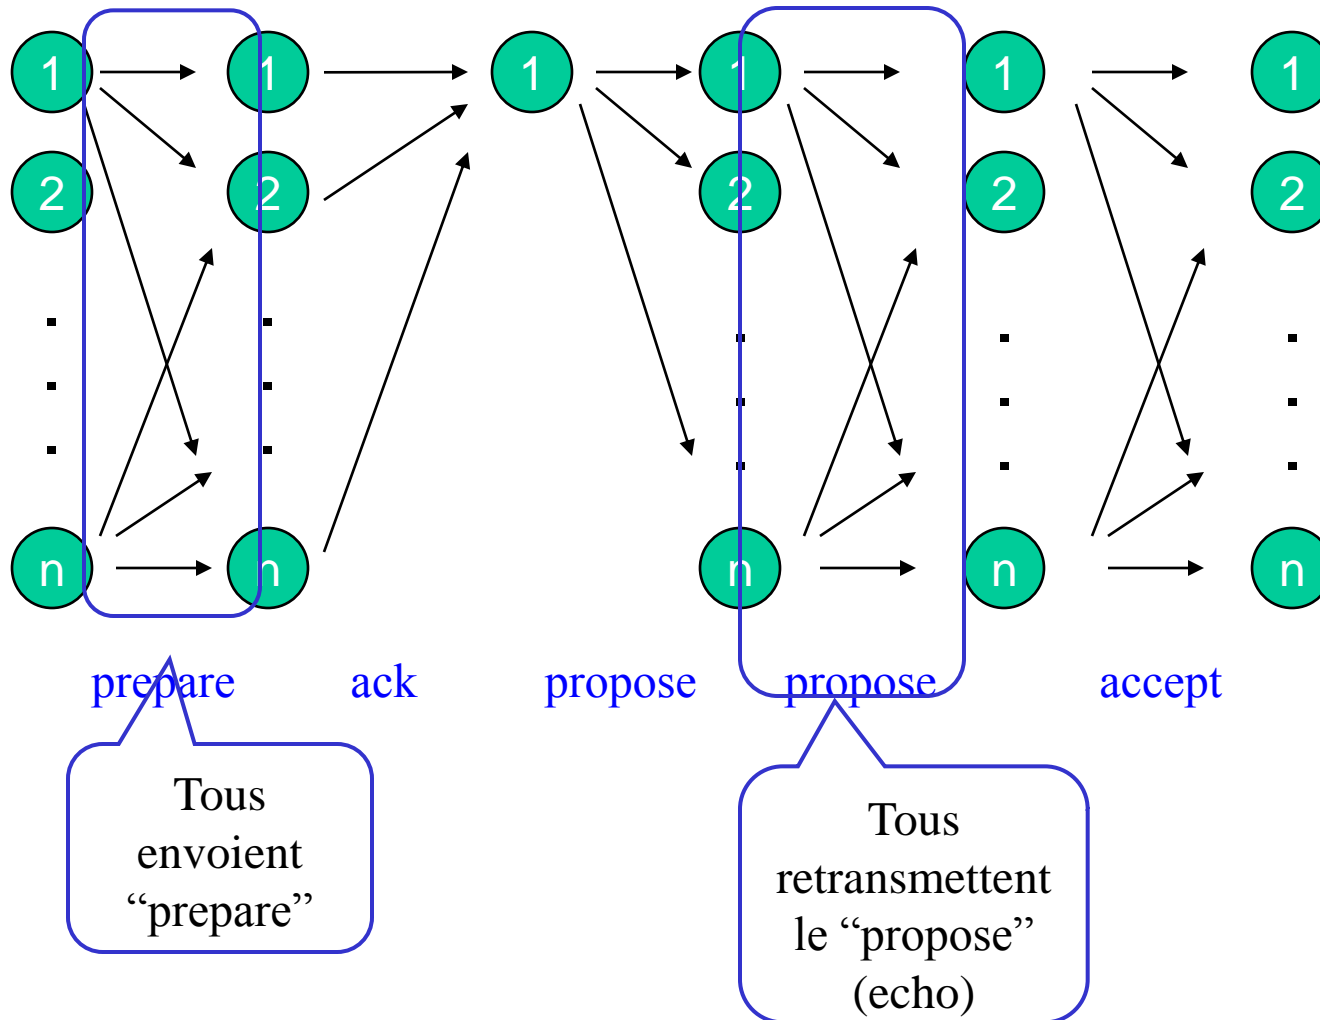 1 1 1 1 1 1
2 2 2 2 2
n n n n n
prepare ack propose propose accept
Tous
envoient
“prepare”
Tous
retransmettent
le “propose”
(echo)